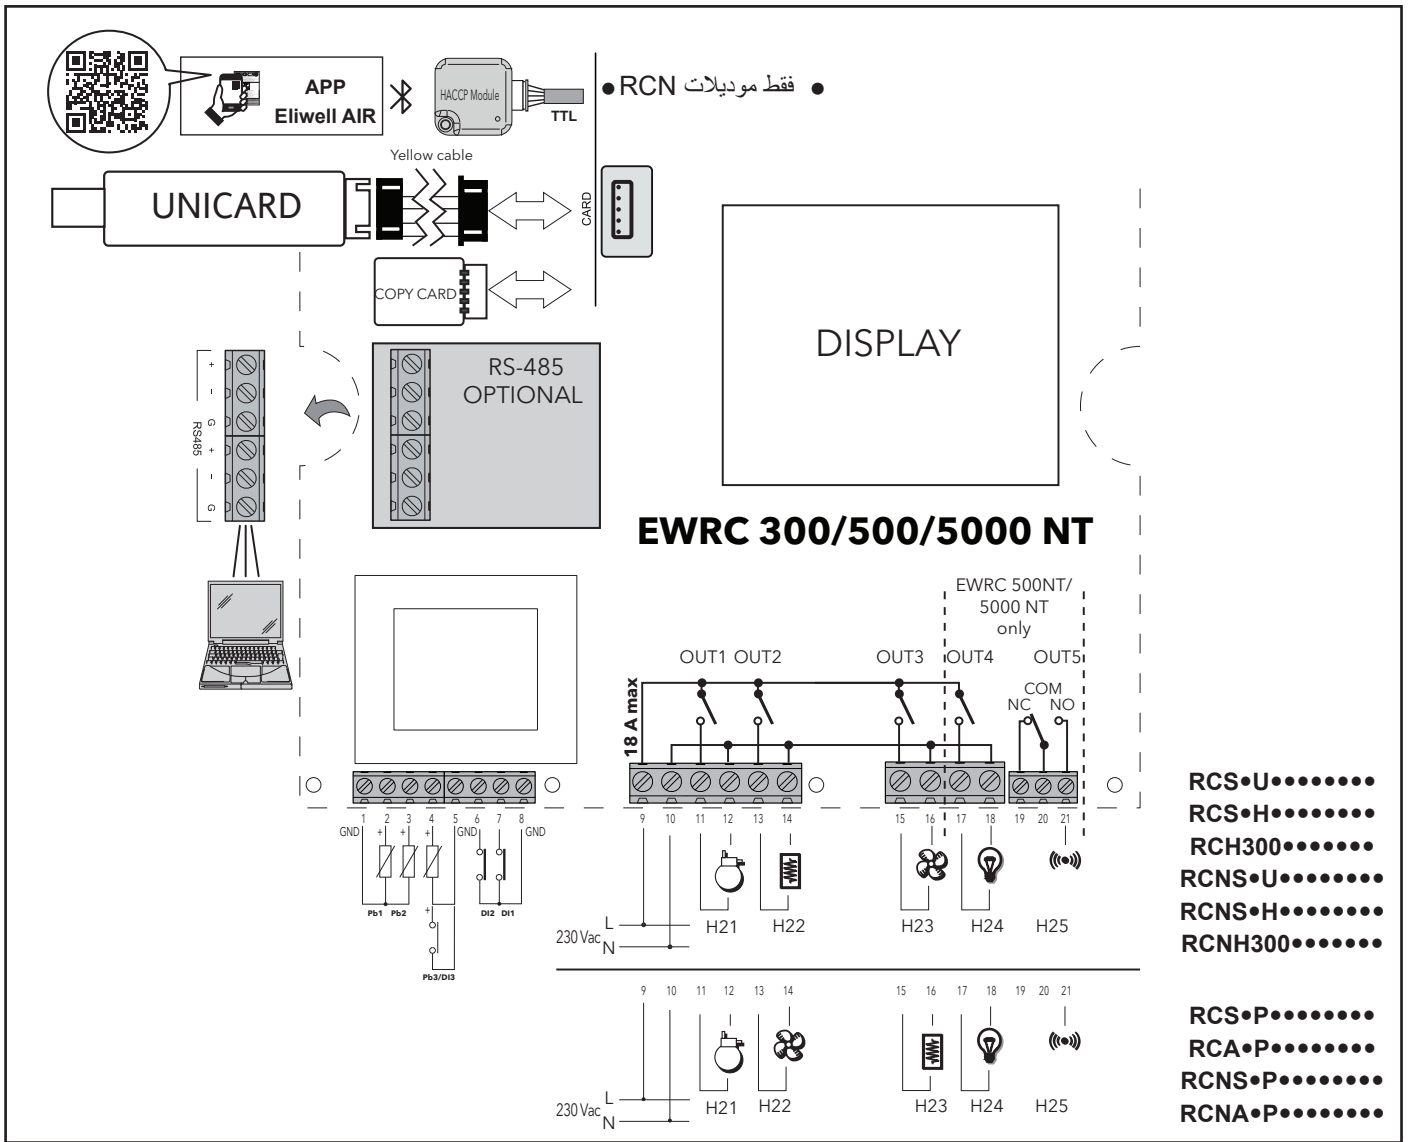 APP
Eliwell AIR
HACCP Module
TTL
● فقط موديلات RCN ●
Yellow cable
UNICARD
CARD
COPY CARD
DISPLAY
RS-485
OPTIONAL
+
-
G
RS485
+
-
G
EWRC 300/500/5000 NT
EWRC 500NT/
5000 NT
only
OUT1 OUT2 OUT3 OUT4 OUT5
COM
NC NO
18 A max
1 2 3 4 5 6 7 8
GND + + + GND GND
Pb1 Pb2 DI2 DI1
+
Pb3/DI3
9 10 11 12 13 14 15 16 17 18 19 20 21
230 Vac L
N
H21 H22 H23 H24 H25
9 10 11 12 13 14 15 16 17 18 19 20 21
230 Vac L
N
H21 H22 H23 H24 H25
RCS•U••••••••
RCS•H••••••••
RCH300•••••••
RCNS•U••••••••
RCNS•H••••••••
RCNH300•••••••
RCS•P••••••••
RCA•P••••••••
RCNS•P••••••••
RCNA•P••••••••